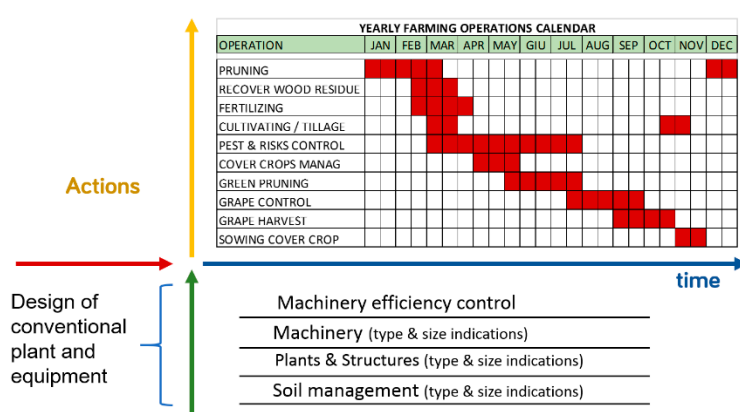 YEARLY FARMING OPERATIONS CALENDAR
OPERATION JAN FEB MAR APR MAY GIU JUL AUG SEP OCT NOV DEC
PRUNING
RECOVER WOOD RESIDUE
FERTILIZING
CULTIVATING / TILLAGE
PEST & RISKS CONTROL
COVER CROPS MANAG
GREEN PRUNING
GRAPE CONTROL
GRAPE HARVEST
SOWING COVER CROP
Actions
time
Design of
conventional
plant and
equipment
Machinery efficiency control
Machinery (type & size indications)
Plants & Structures (type & size indications)
Soil management (type & size indications)